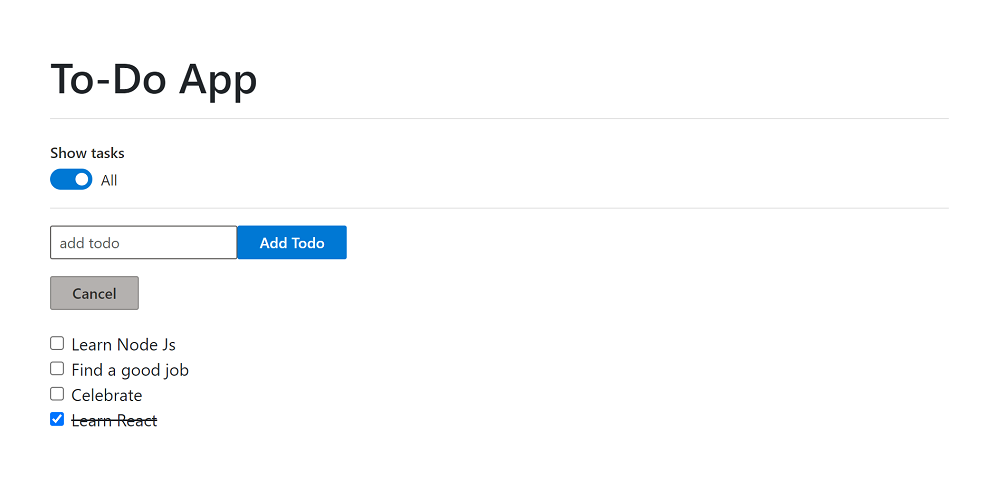 To-Do App
Show tasks
All
add todo Add Todo
Cancel
Learn Node Js
Find a good job
Celebrate
Learn React